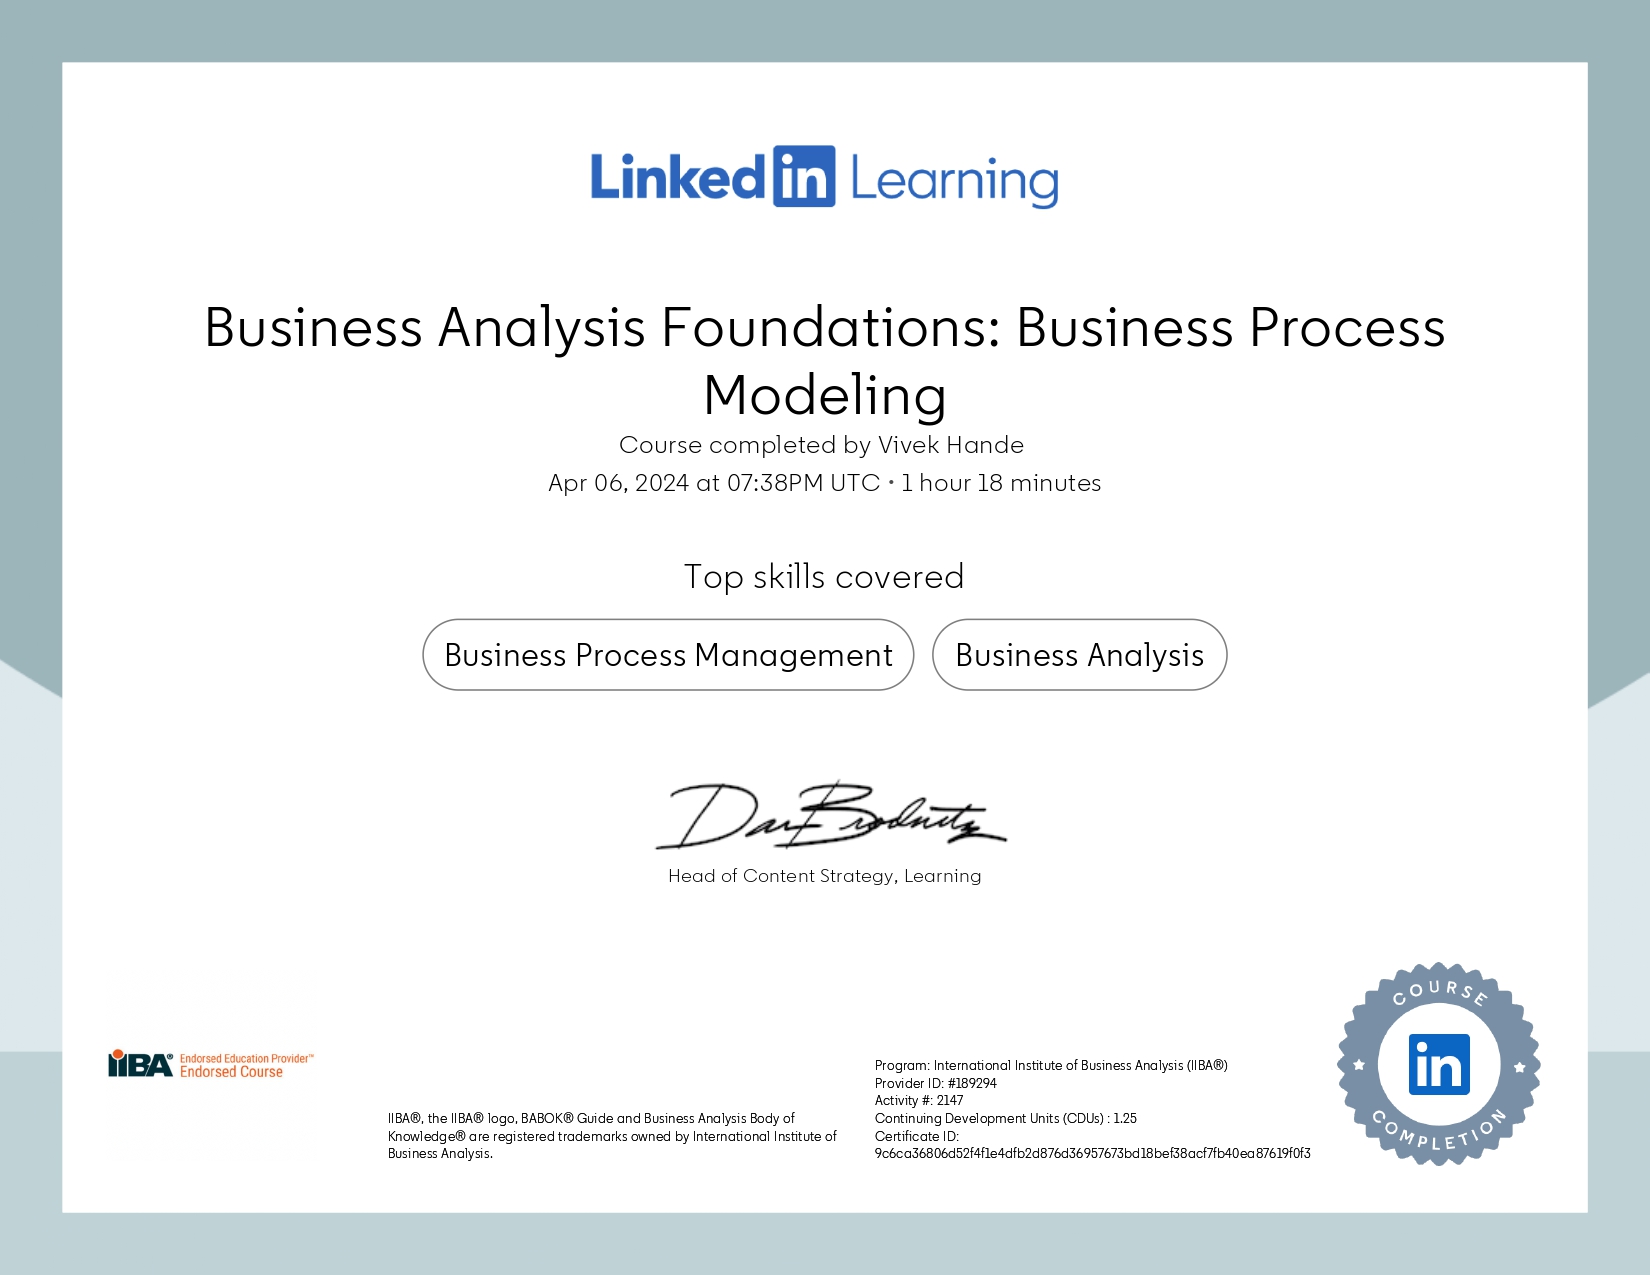 LinkedIn Learning
Business Analysis Foundations: Business Process
Modeling
Course completed by Vivek Hande
Apr 06, 2024 at 07:38PM UTC • 1 hour 18 minutes
Top skills covered
Business Process Management
Business Analysis
Dan Brodnitz
Head of Content Strategy, Learning
IIBA® Endorsed Education Provider™
Endorsed Course
IIBA®, the IIBA® logo, BABOK® Guide and Business Analysis Body of
Knowledge® are registered trademarks owned by International Institute of
Business Analysis.
Program: International Institute of Business Analysis (IIBA®)
Provider ID: #189294
Activity #: 2147
Continuing Development Units (CDUs) : 1.25
Certificate ID:
9c6ca36806d52f4f1e4dfb2d876d36957673bd18bef38acf7fb40ea87619f0f3
COURSE
in
COMPLETION